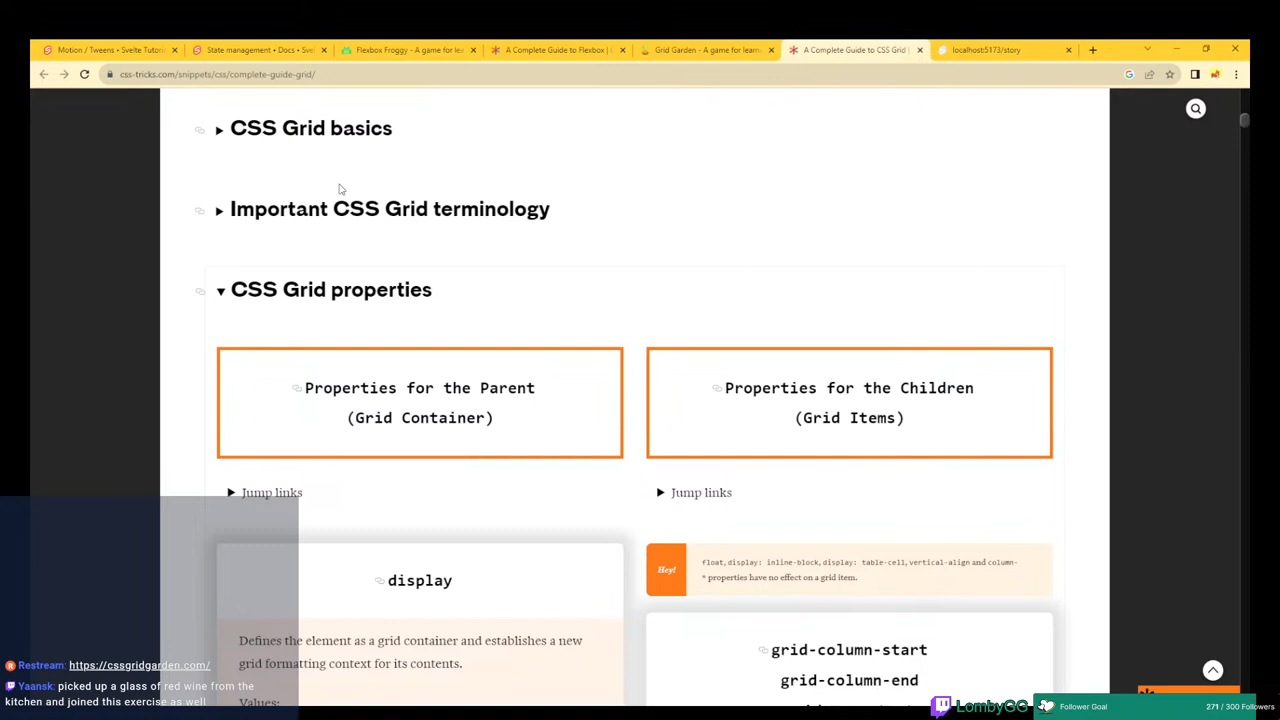 Motion / Tweens • Svelte Tutori
State management • Docs • Svel
Flexbox Froggy - A game for lea
A Complete Guide to Flexbox |
Grid Garden - A game for learn
A Complete Guide to CSS Grid |
localhost:5173/story
css-tricks.com/snippets/css/complete-guide-grid/
CSS Grid basics
Important CSS Grid terminology
CSS Grid properties
Properties for the Parent
(Grid Container)
Jump links
display
Defines the element as a grid container and establishes a new
grid formatting context for its contents.
Values:
Properties for the Children
(Grid Items)
Jump links
Hey!
float, display: inline-block, display: table-cell, vertical-align and column-
* properties have no effect on a grid item.
grid-column-start
grid-column-end
Restream: https://cssgridgarden.com/
Yaansk: picked up a glass of red wine from the
kitchen and joined this exercise as well
LombyGG
Follower Goal
271 / 300 Followers